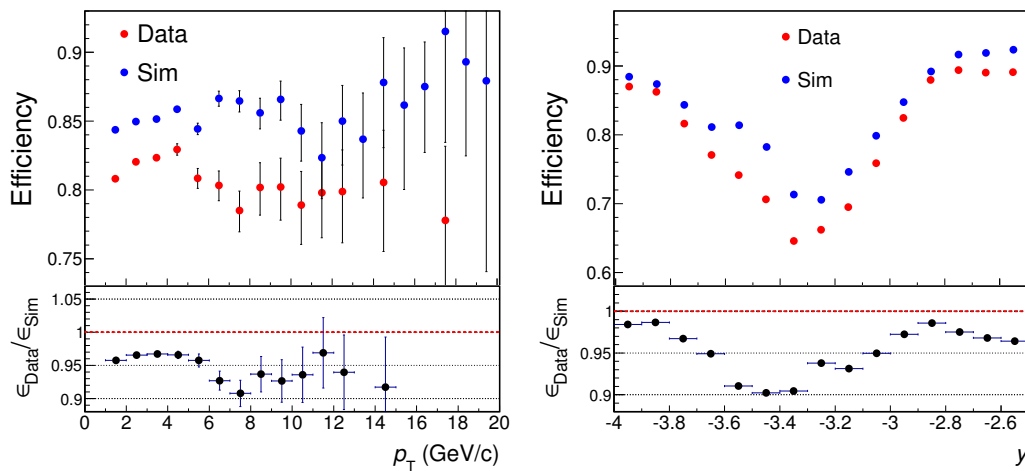 Efficiency
Data
Sim
0.9
0.85
0.8
0.75
ϵData/ϵSim
1.05
1
0.95
0.9
0 2 4 6 8 10 12 14 16 18 20
pT (GeV/c)
Efficiency
Data
Sim
0.9
0.8
0.7
0.6
ϵData/ϵSim
1
0.95
0.9
-4 -3.8 -3.6 -3.4 -3.2 -3 -2.8 -2.6
y